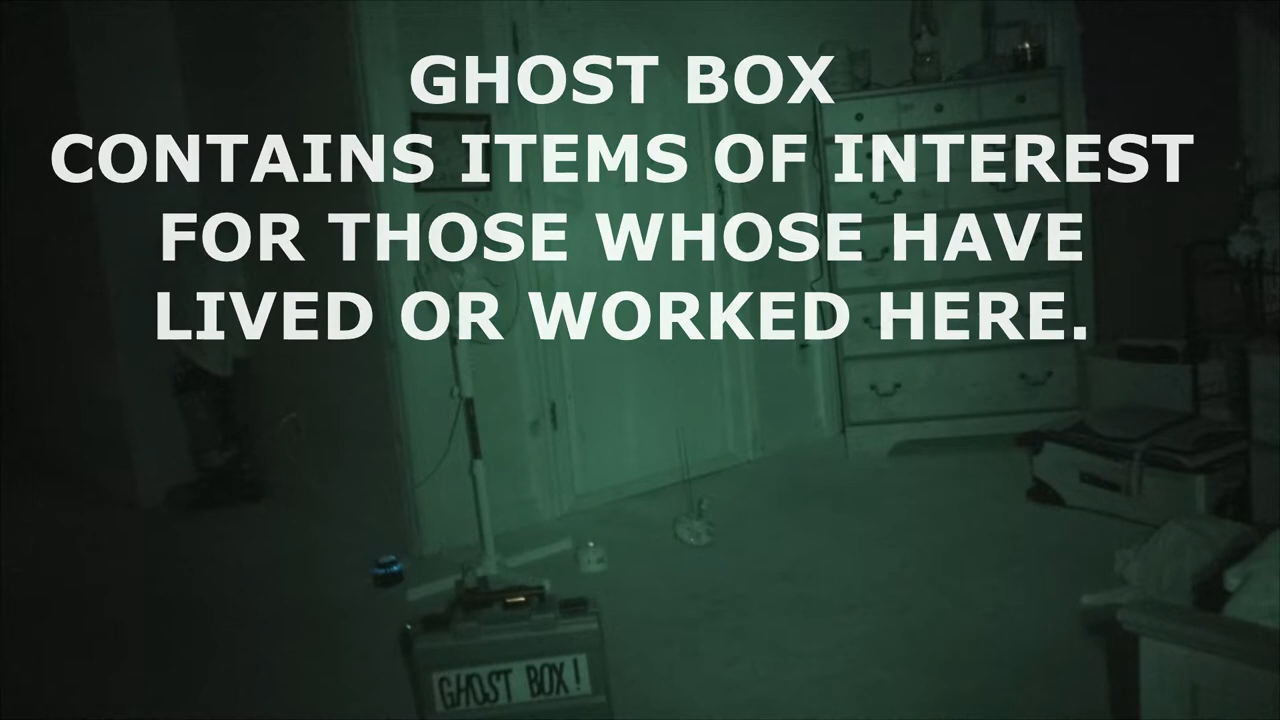 GHOST BOX
CONTAINS ITEMS OF INTEREST
FOR THOSE WHOSE HAVE
LIVED OR WORKED HERE.
GHOST BOX!